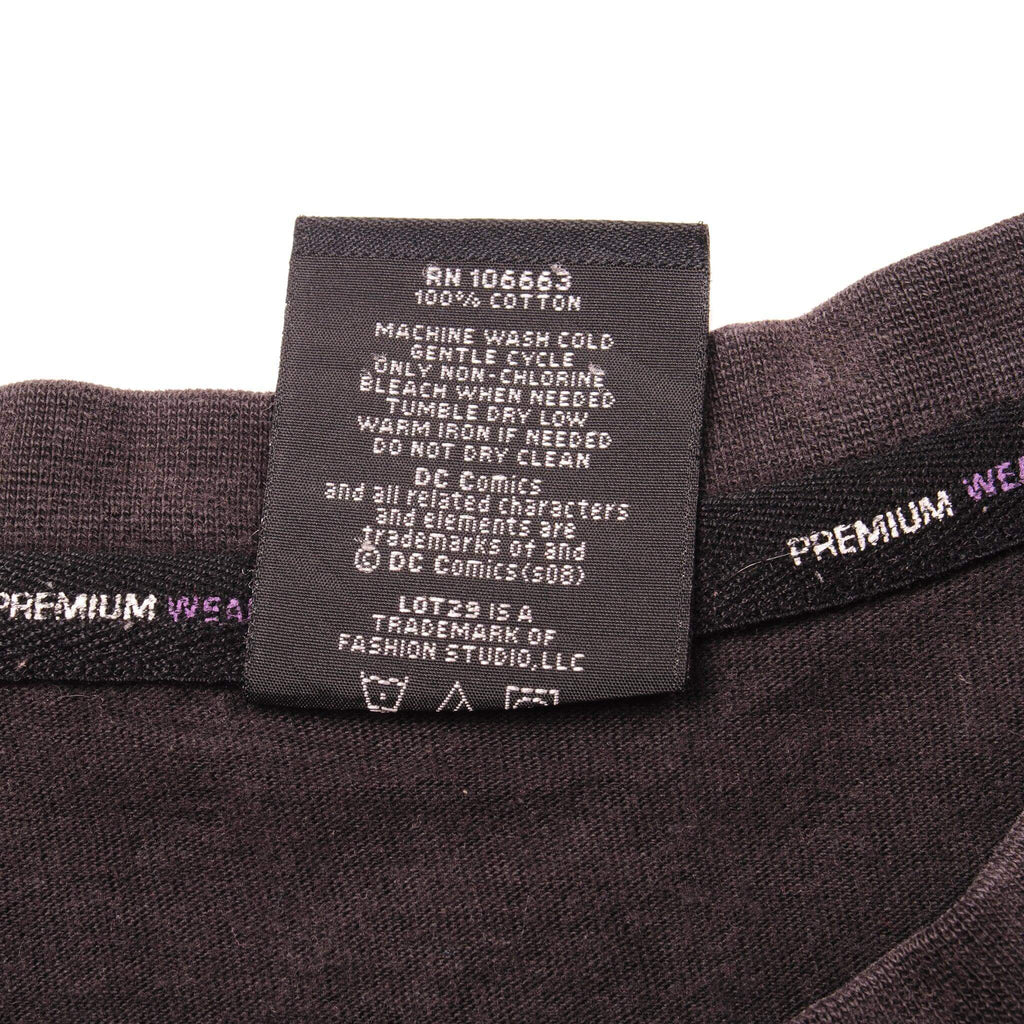 RN 106663
100% COTTON
MACHINE WASH COLD
GENTLE CYCLE
ONLY NON-CHLORINE
BLEACH WHEN NEEDED
TUMBLE DRY LOW
WARM IRON IF NEEDED
DO NOT DRY CLEAN
DC Comics
and all related characters
and elements are
trademarks of and
© DC Comics(s08)
LOT29 IS A
TRADEMARK OF
FASHION STUDIO,LLC
PREMIUM WEA
PREMIUM WEA